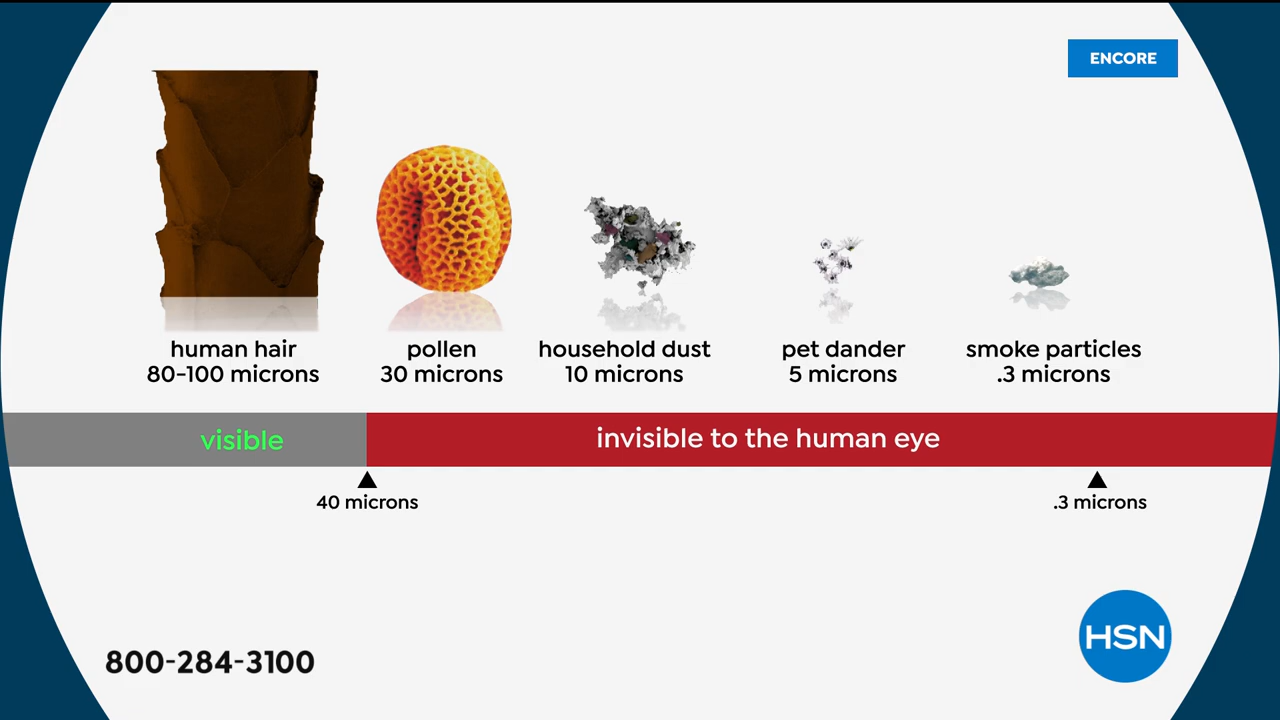 ENCORE
human hair
80-100 microns
pollen
30 microns
household dust
10 microns
pet dander
5 microns
smoke particles
.3 microns
visible
invisible to the human eye
40 microns
.3 microns
HSN
800-284-3100